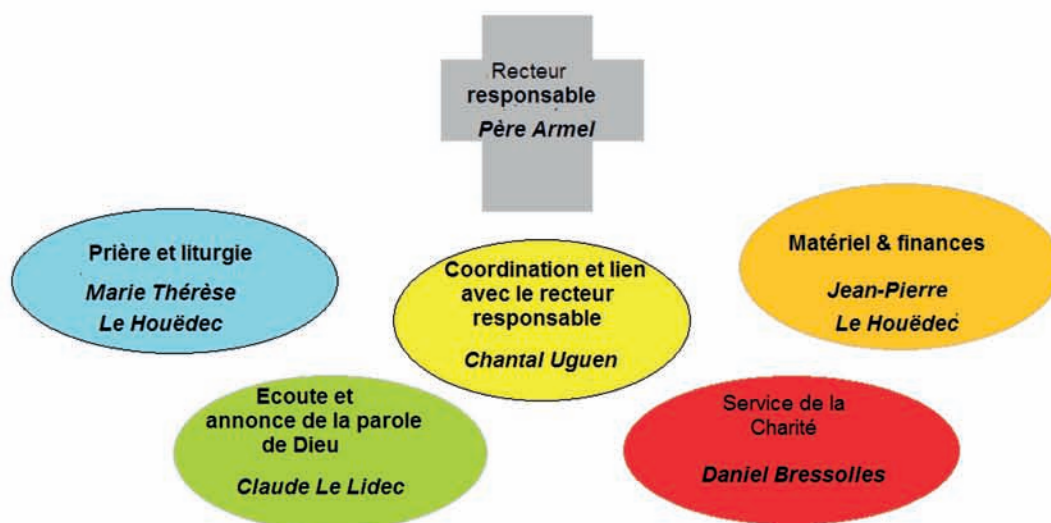 Recteur
responsable
Père Armel
Prière et liturgie
Marie Thérèse
Le Houëdec
Coordination et lien
avec le recteur
responsable
Chantal Uguen
Matériel & finances
Jean-Pierre
Le Houëdec
Ecoute et
annonce de la parole
de Dieu
Claude Le Lidec
Service de la
Charité
Daniel Bressolles